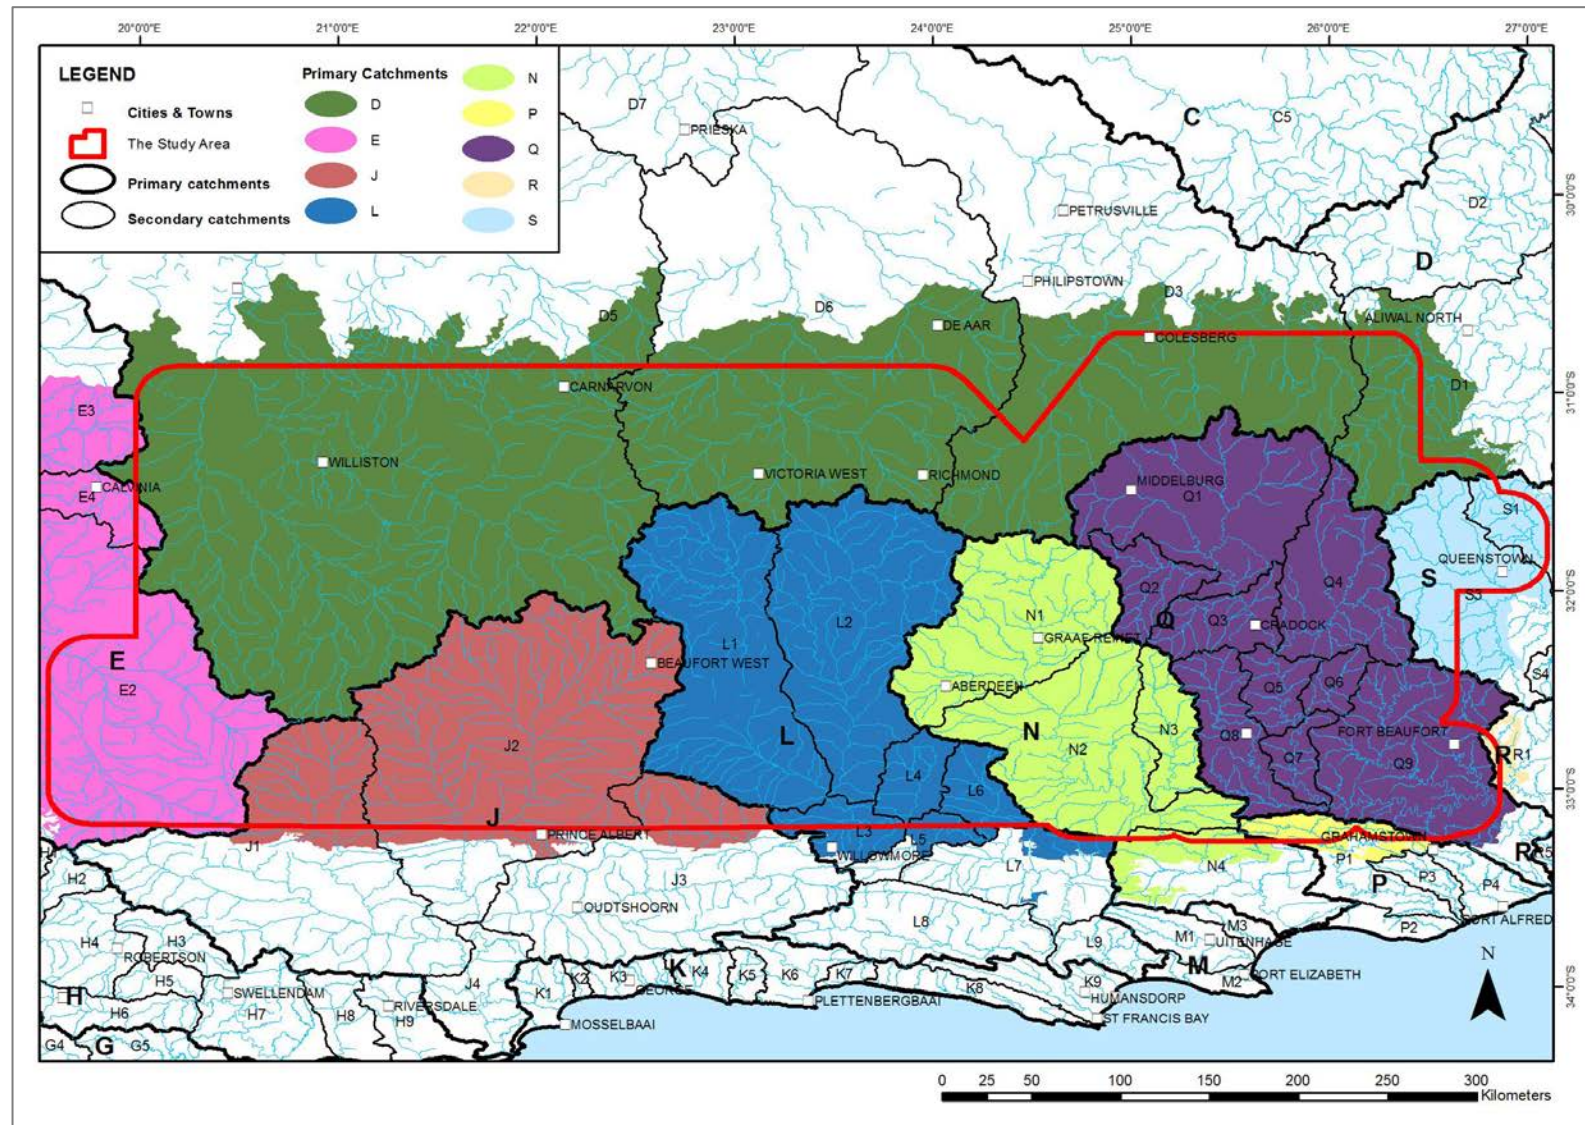 20°0'0"E 21°0'0"E 22°0'0"E 23°0'0"E 24°0'0"E 25°0'0"E 26°0'0"E 27°0'0"E
LEGEND
Cities & Towns
The Study Area
Primary catchments
Secondary catchments
Primary Catchments
D
E
J
L
N
P
Q
R
S
30°0'0"S
31°0'0"S
32°0'0"S
33°0'0"S
34°0'0"S
D7
PRIESKA
C
C5
PETRUSVILLE
D2
D
PHILIPSTOWN
D3
D5
D6
DE AAR
ALIWAL NORTH
COLESBERG
CARNARVON
D1
E3
WILLISTON
VICTORIA WEST
RICHMOND
MIDDELBURG
Q1
E4
CALVINIA
S1
QUEENSTOWN
S
S3
Q2
Q4
N1
Q
Q3
CRADOCK
GRAAF REINET
L1
L2
E
E2
BEAUFORT WEST
ABERDEEN
Q5
Q6
S4
N
N2
N3
Q8
FORT BEAUFORT
L
J2
Q7
Q9
R
R1
L4
L6
J
PRINCE ALBERT
L3
L5
WILLOWMORE
GRAHAMSTOWN
J1
L7
N4
P1
R
R5
H2
J3
P
P3
P4
OUDTSHOORN
PORT ALFRED
L8
P2
H4
H3
ROBERTSON
L9
M1
M3
UITENHAGE
H5
J4
K1
K2
K3
K
K4
K5
K6
K7
K8
K9
M
M2
PORT ELIZABETH
H
SWELLENDAM
GEORGE
HUMANSDORP
H6
H7
H8
RIVERSDALE
H9
PLETTENBERGBAAI
ST FRANCIS BAY
MOSSELBAAI
G4
G
G5
N
0 25 50 100 150 200 250 300
Kilometers